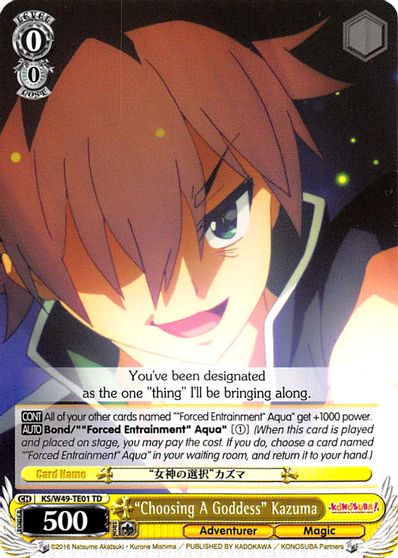 LEVEL
0
0
COST
You've been designated
as the one "thing" I'll be bringing along.
CONT All of your other cards named ""Forced Entrainment" Aqua" get +1000 power.
AUTO Bond/""Forced Entrainment" Aqua" [①] (When this card is played
and placed on stage, you may pay the cost. If you do, choose a card named
""Forced Entrainment" Aqua" in your waiting room, and return it to your hand.)
Card Name
"女神の選択"カズマ
KS/W49-TE01 TD
POWER
500
SOUL
"Choosing A Goddess" Kazuma
KONOSUBA!
Adventurer
Magic
©2016 Natsume Akatsuki・Kurone Mishima / PUBLISHED BY KADOKAWA / KONOSUBA Partners